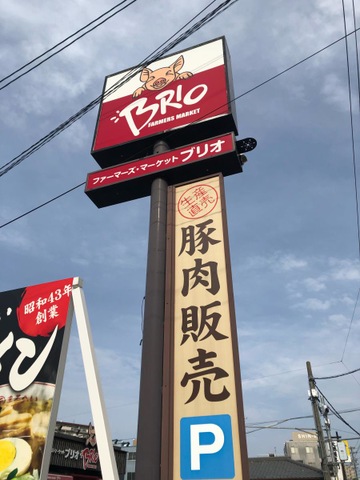 BRIO
FARMERS MARKET
ファーマーズ・マーケット ブリオ
生産
直売
豚肉販売
P
昭和43年
創業